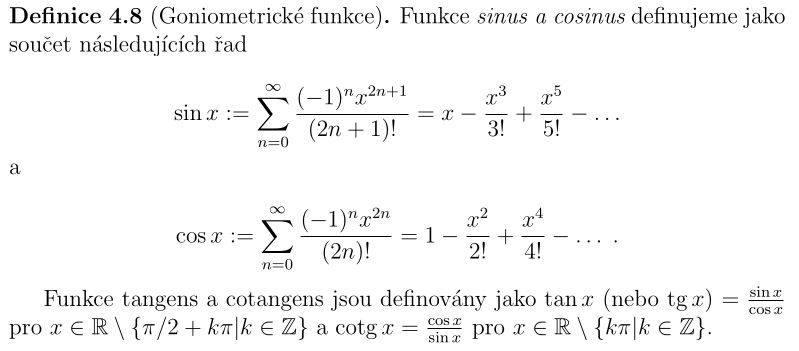 Definice 4.8 (Goniometrické funkce). Funkce sinus a cosinus definujeme jako
součet následujících řad
$$\sin x := \sum_{n=0}^{\infty} \frac{(-1)^n x^{2n+1}}{(2n+1)!} = x - \frac{x^3}{3!} + \frac{x^5}{5!} - \dots$$
a
$$\cos x := \sum_{n=0}^{\infty} \frac{(-1)^n x^{2n}}{(2n)!} = 1 - \frac{x^2}{2!} + \frac{x^4}{4!} - \dots \ .$$
Funkce tangens a cotangens jsou definovány jako $\tan x$ (nebo $\operatorname{tg} x$) $= \frac{\sin x}{\cos x}$
pro $x \in \mathbb{R} \setminus \{\pi/2 + k\pi | k \in \mathbb{Z}\}$ a $\operatorname{cotg} x = \frac{\cos x}{\sin x}$ pro $x \in \mathbb{R} \setminus \{k\pi | k \in \mathbb{Z}\}$.